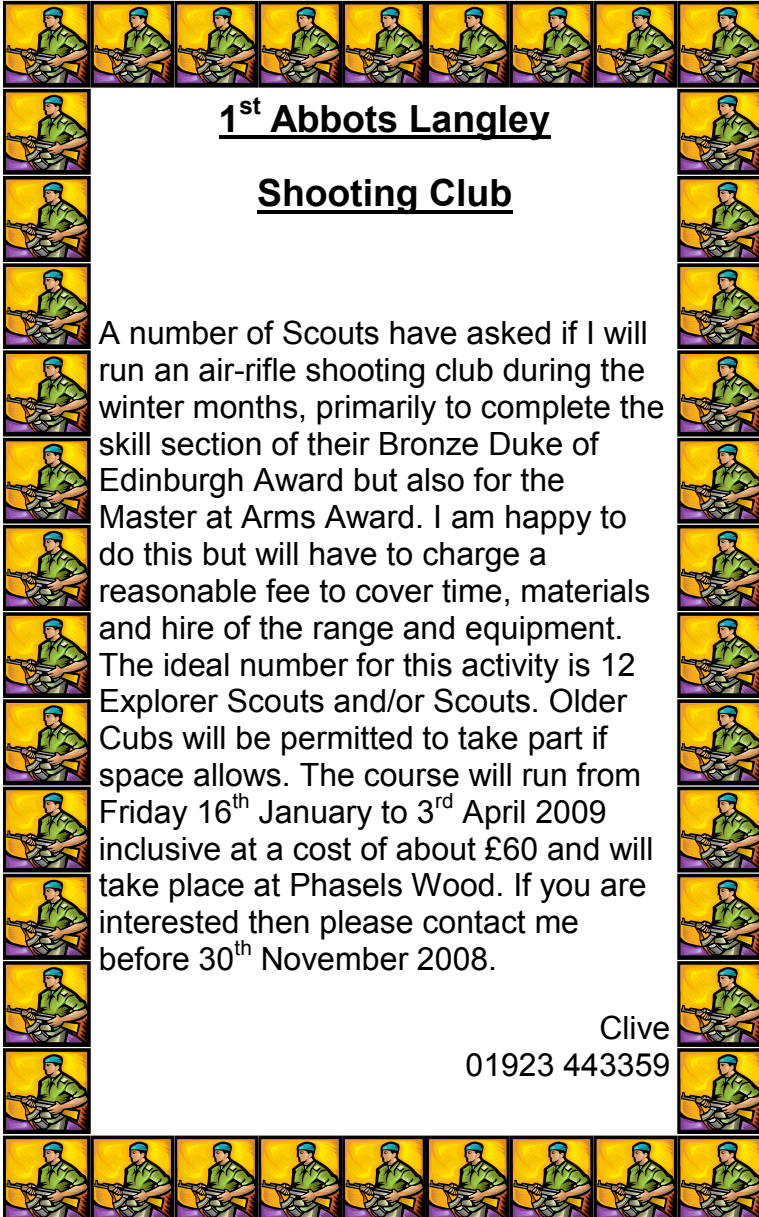 1st Abbots Langley
Shooting Club
A number of Scouts have asked if I will
run an air-rifle shooting club during the
winter months, primarily to complete the
skill section of their Bronze Duke of
Edinburgh Award but also for the
Master at Arms Award. I am happy to
do this but will have to charge a
reasonable fee to cover time, materials
and hire of the range and equipment.
The ideal number for this activity is 12
Explorer Scouts and/or Scouts. Older
Cubs will be permitted to take part if
space allows. The course will run from
Friday 16th January to 3rd April 2009
inclusive at a cost of about £60 and will
take place at Phasels Wood. If you are
interested then please contact me
before 30th November 2008.
Clive
01923 443359